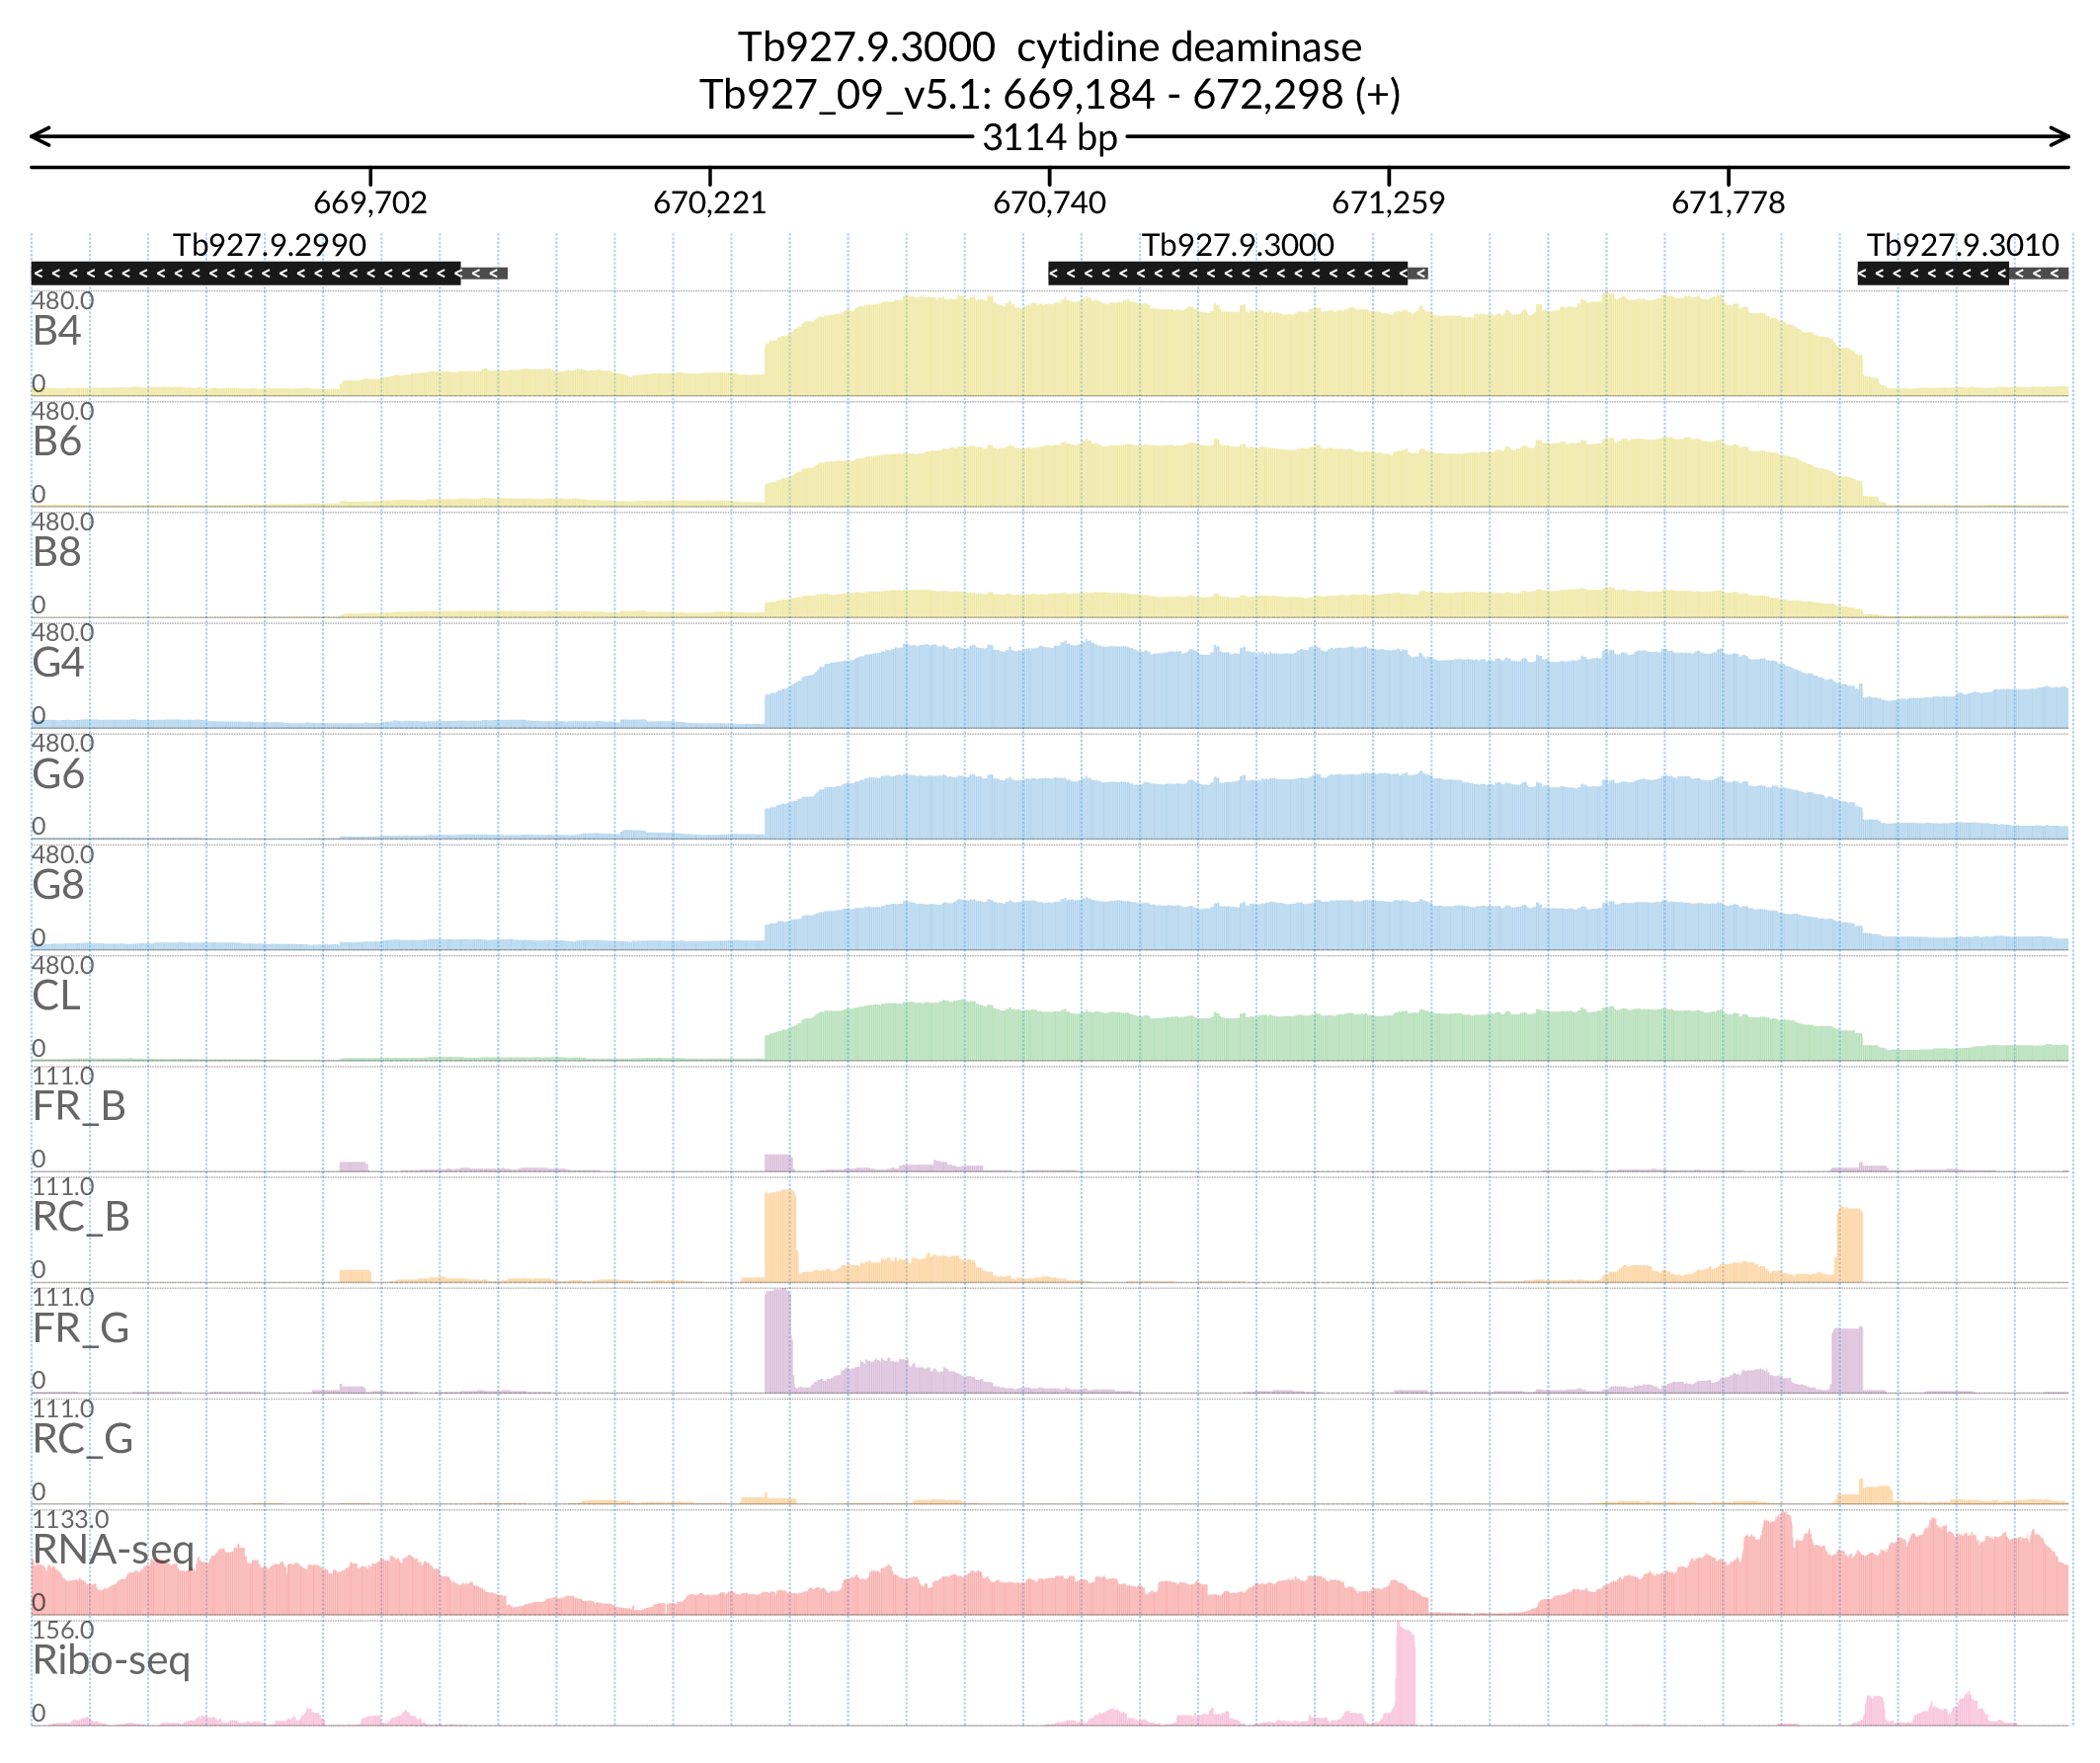 Tb927.9.3000 cytidine deaminase
Tb927_09_v5.1: 669,184 - 672,298 (+)
3114 bp
669,702 670,221 670,740 671,259 671,778
Tb927.9.2990 Tb927.9.3000 Tb927.9.3010
480.0
B4
0
480.0
B6
0
480.0
B8
0
480.0
G4
0
480.0
G6
0
480.0
G8
0
480.0
CL
0
111.0
FR_B
0
111.0
RC_B
0
111.0
FR_G
0
111.0
RC_G
0
1133.0
RNA-seq
0
156.0
Ribo-seq
0